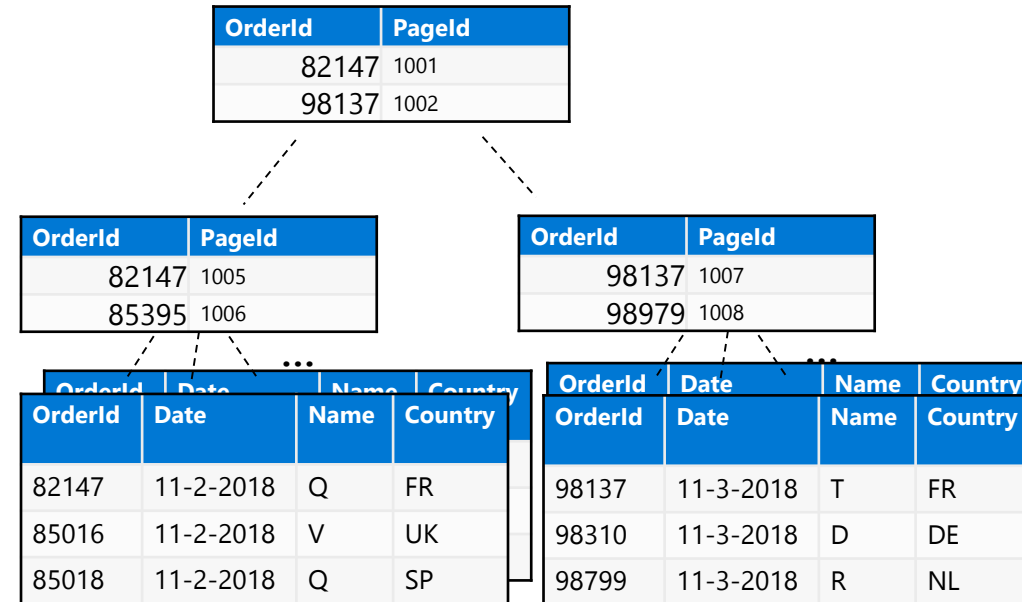 OrderId PageId
82147 1001
98137 1002
OrderId PageId
82147 1005
85395 1006
OrderId PageId
98137 1007
98979 1008
...
OrderId Date Name Country
OrderId Date Name Country
82147 11-2-2018 Q FR
85016 11-2-2018 V UK
85018 11-2-2018 Q SP
...
OrderId Date Name Country
OrderId Date Name Country
98137 11-3-2018 T FR
98310 11-3-2018 D DE
98799 11-3-2018 R NL